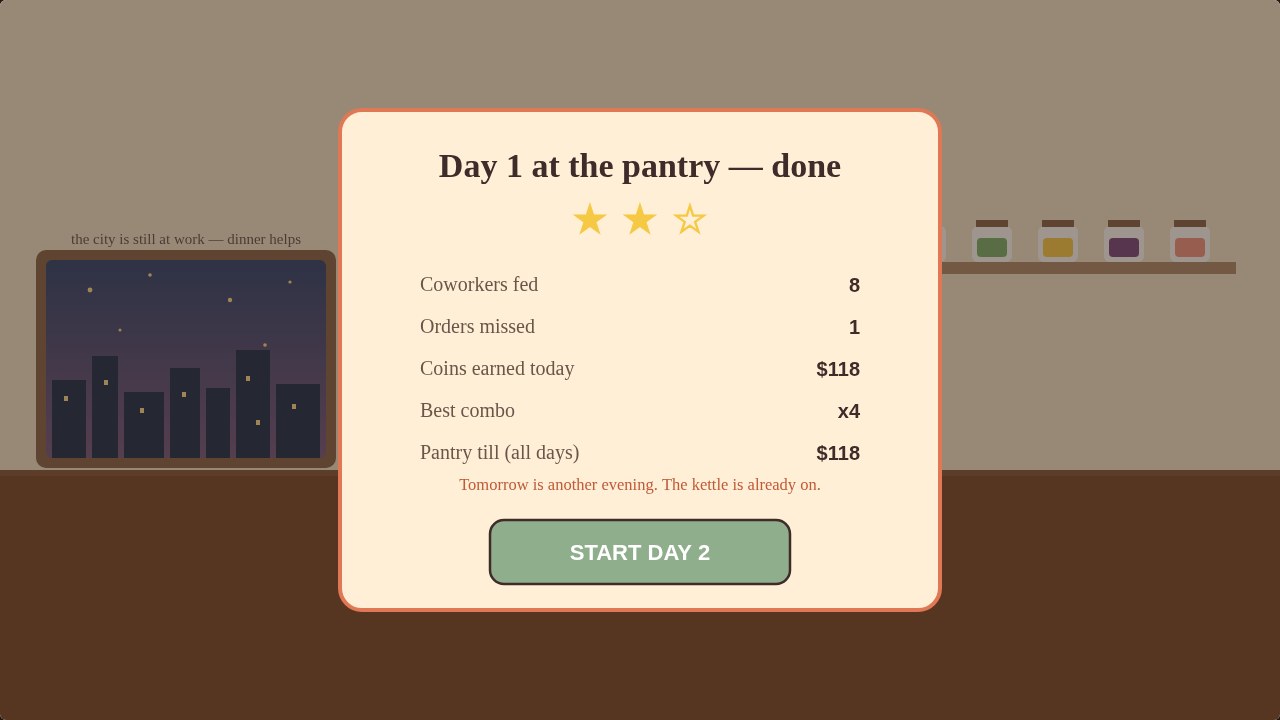 Day 1 at the pantry — done
the city is still at work — dinner helps
Coworkers fed 8
Orders missed 1
Coins earned today $118
Best combo x4
Pantry till (all days) $118
Tomorrow is another evening. The kettle is already on.
START DAY 2